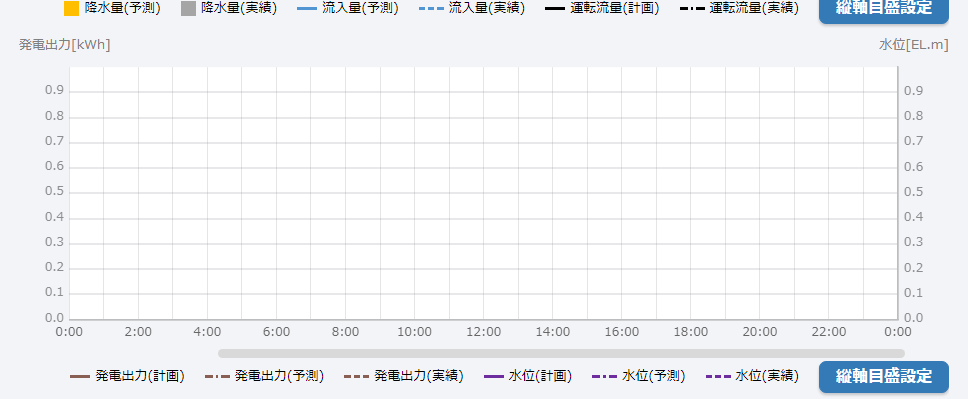 降水量(予測) 降水量(実績) 流入量(予測) 流入量(実績) 運転流量(計画) 運転流量(実績) 縦軸目盛設定
発電出力[kWh] 水位[EL.m]
0.9 0.9
0.8 0.8
0.7 0.7
0.6 0.6
0.5 0.5
0.4 0.4
0.3 0.3
0.2 0.2
0.1 0.1
0.0 0.0
0:00 2:00 4:00 6:00 8:00 10:00 12:00 14:00 16:00 18:00 20:00 22:00 0:00
発電出力(計画) 発電出力(予測) 発電出力(実績) 水位(計画) 水位(予測) 水位(実績) 縦軸目盛設定